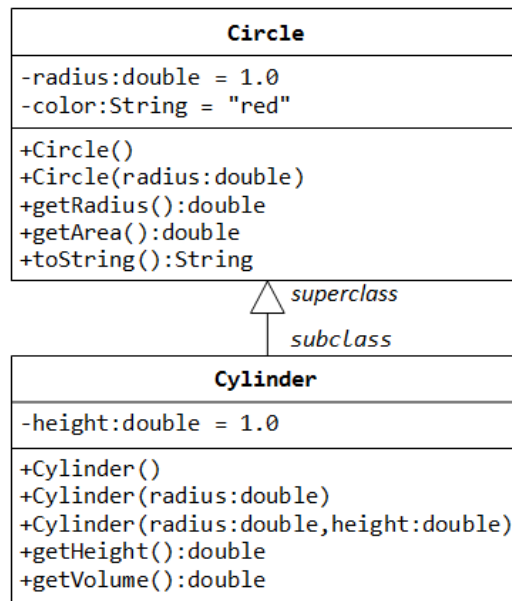 Circle
-radius:double = 1.0
-color:String = "red"
+Circle()
+Circle(radius:double)
+getRadius():double
+getArea():double
+toString():String
superclass
subclass
Cylinder
-height:double = 1.0
+Cylinder()
+Cylinder(radius:double)
+Cylinder(radius:double,height:double)
+getHeight():double
+getVolume():double